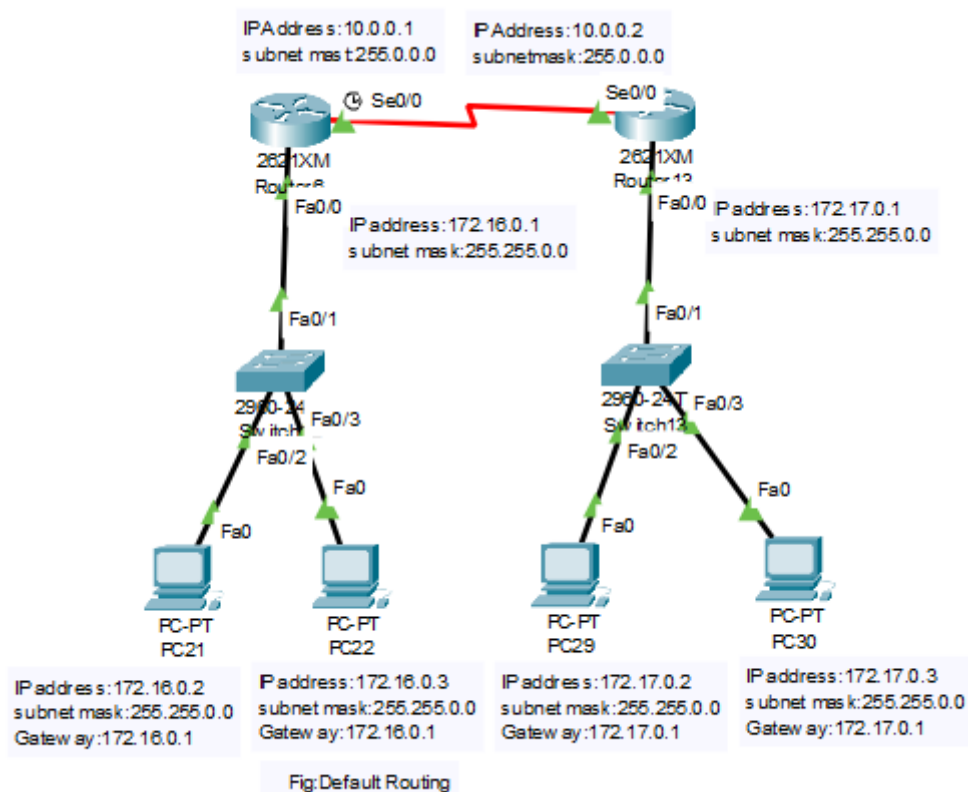 IPAddress:10.0.0.1
subnet mast:255.0.0.0
IPAddress:10.0.0.2
subnetmask:255.0.0.0
Se0/0
Se0/0
2621XM
2621XM
Fa0/0
Fa0/0
IPaddress:172.16.0.1
subnet mask:255.255.0.0
IPaddress:172.17.0.1
subnet mask:255.255.0.0
Fa0/1
Fa0/1
2960-24
Fa0/3
Fa0/2
2960-24T
Switch13
Fa0/3
Fa0/2
Fa0
Fa0
Fa0
Fa0
PC-PT
PC21
PC-PT
PC22
PC-PT
PC29
PC-PT
PC30
IPaddress:172.16.0.2
subnet mask:255.255.0.0
Gateway:172.16.0.1
IPaddress:172.16.0.3
subnet mask:255.255.0.0
Gateway:172.16.0.1
IPaddress:172.17.0.2
subnet mask:255.255.0.0
Gateway:172.17.0.1
IPaddress:172.17.0.3
subnet mask:255.255.0.0
Gateway:172.17.0.1
Fig:Default Routing